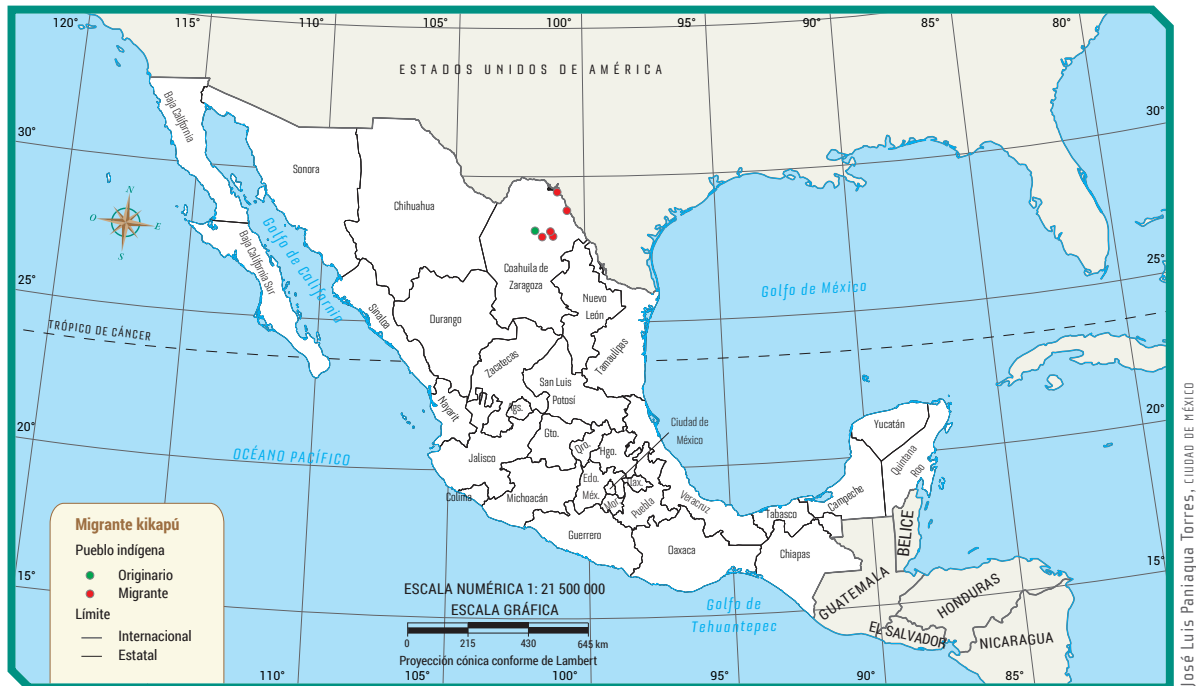 120°
115°
110°
105°
100°
95°
90°
85°
80°
ESTADOS UNIDOS DE AMÉRICA
30°
30°
Baja California
Sonora
Chihuahua
N
O
E
S
Golfo de California
Baja California Sur
Coahuila de
Zaragoza
25°
25°
Golfo de México
Nuevo
León
Sinaloa
Durango
TRÓPICO DE CÁNCER
Tamaulipas
Zacatecas
San Luis
Potosí
Nayarit
Ags.
20°
20°
Ciudad de
México
Yucatán
Quintana
Roo
Gto.
Qro.
Hgo.
Jalisco
OCÉANO PACÍFICO
Edo.
Méx.
Tlax.
Mor.
Puebla
Veracruz
Colima
Michoacán
Campeche
Tabasco
Guerrero
Oaxaca
Chiapas
BELICE
15°
15°
GUATEMALA
HONDURAS
EL SALVADOR
NICARAGUA
Golfo de
Tehuantepec
Migrante kikapú
Pueblo indígena
Originario
Migrante
Límite
Internacional
Estatal
ESCALA NUMÉRICA 1: 21 500 000
ESCALA GRÁFICA
0 215 430 645 km
Proyección cónica conforme de Lambert
110°
105°
100°
95°
90°
85°
José Luis Paniaqua Torres, CIUDAD DE MÉXICO